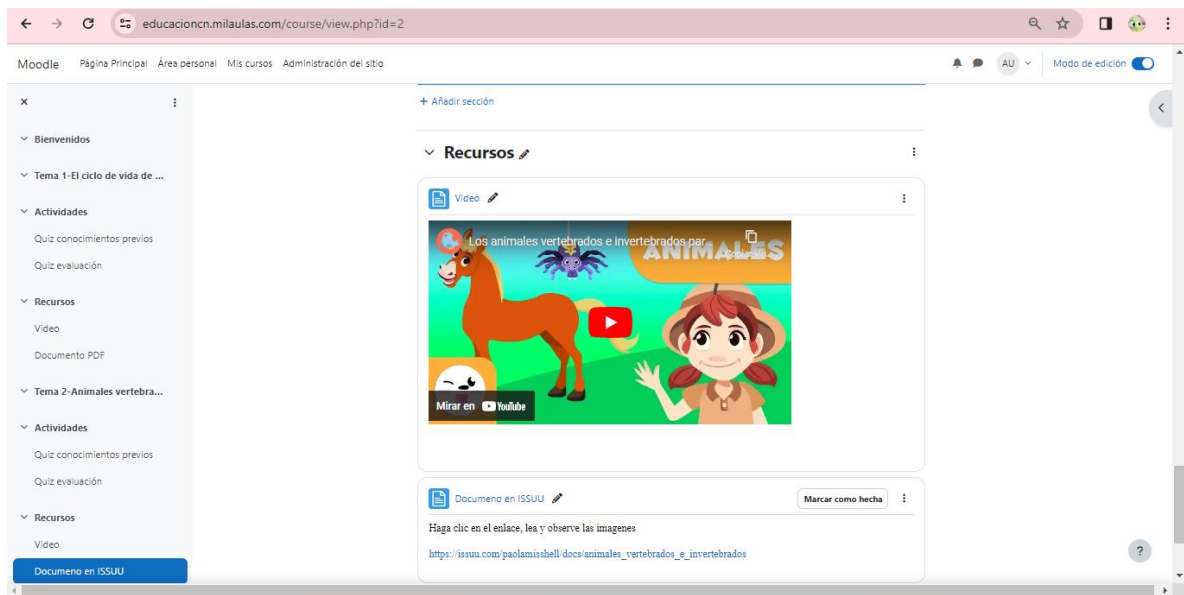 educacioncn.milaulas.com/course/view.php?id=2
Moodle Página Principal Área personal Mis cursos Administración del sitio AU Modo de edición
Bienvenidos
Tema 1-El ciclo de vida de ...
Actividades
Quiz conocimientos previos
Quiz evaluación
Recursos
Video
Documento PDF
Tema 2-Animales vertebra...
Actividades
Quiz conocimientos previos
Quiz evaluación
Recursos
Video
Documeno en ISSUU
+ Añadir sección
Recursos
Video
Los animales vertebrados e invertebrados par...
ANIMALES
Mirar en YouTube
Documeno en ISSUU
Marcar como hecha
Haga clic en el enlace, lea y observe las imagenes
https://issuu.com/paolamisshell/docs/animales_vertebrados_e_invertebrados
?